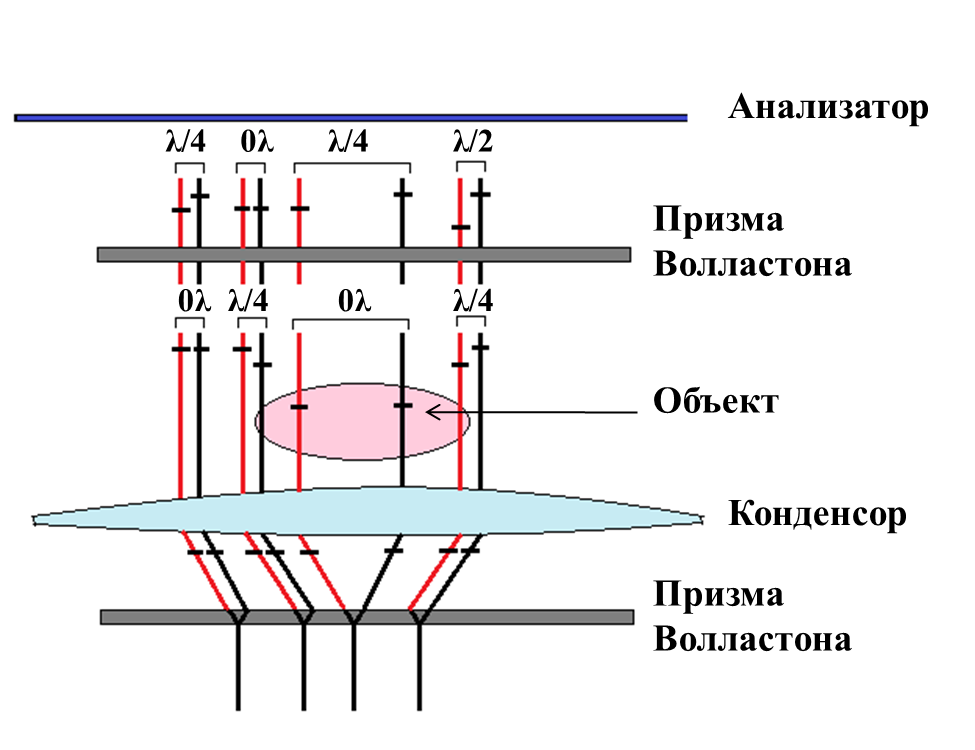 Анализатор
λ/4 0λ λ/4 λ/2
Призма
Волластона
0λ λ/4 0λ λ/4
Объект
Конденсор
Призма
Волластона